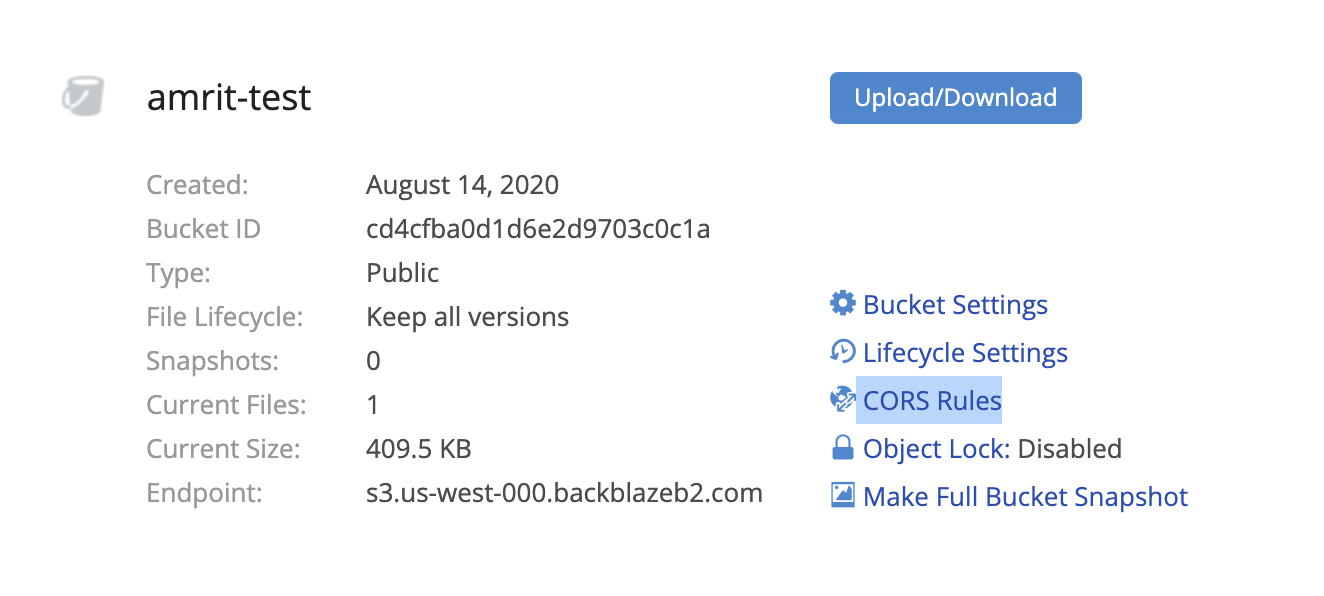 amrit-test
Upload/Download
Created: August 14, 2020
Bucket ID cd4cfba0d1d6e2d9703c0c1a
Type: Public
File Lifecycle: Keep all versions
Snapshots: 0
Current Files: 1
Current Size: 409.5 KB
Endpoint: s3.us-west-000.backblazeb2.com
Bucket Settings
Lifecycle Settings
CORS Rules
Object Lock: Disabled
Make Full Bucket Snapshot